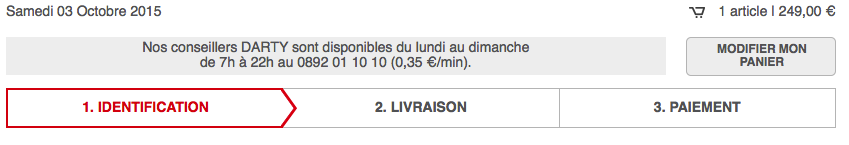 Samedi 03 Octobre 2015
1 article | 249,00 €
Nos conseillers DARTY sont disponibles du lundi au dimanche
de 7h à 22h au 0892 01 10 10 (0,35 €/min).
MODIFIER MON
PANIER
1. IDENTIFICATION
2. LIVRAISON
3. PAIEMENT